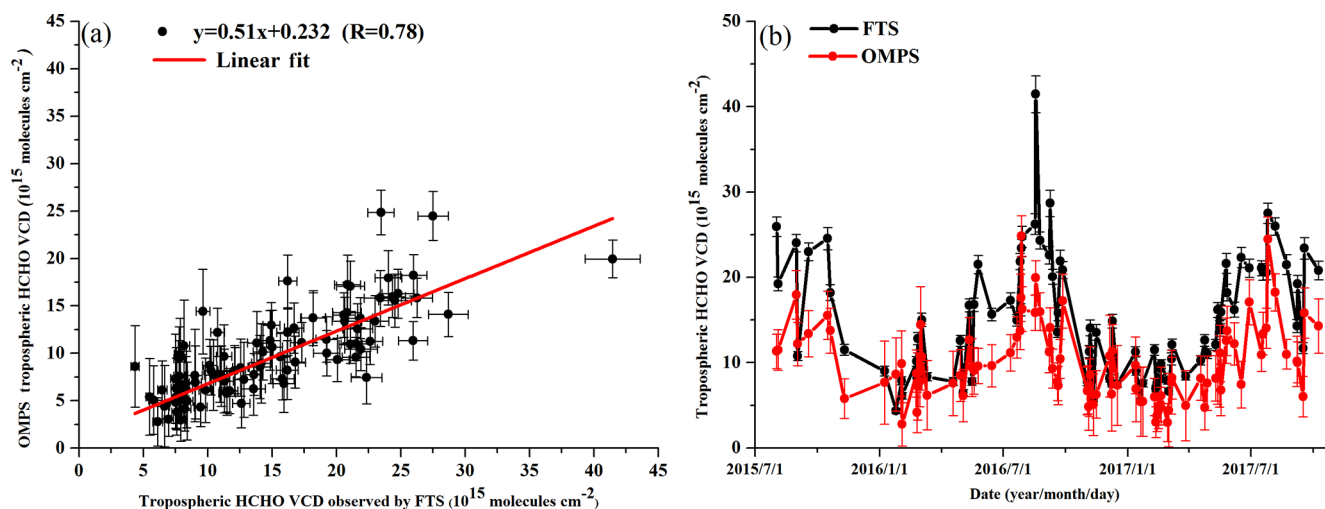 (a)
y=0.51x+0.232 (R=0.78)
Linear fit
OMPS tropospheric HCHO VCD (10^15 molecules cm^-2)
45
40
35
30
25
20
15
10
5
0
0 5 10 15 20 25 30 35 40 45
Tropospheric HCHO VCD observed by FTS (10^15 molecules cm^-2)
(b)
FTS
OMPS
Tropospheric HCHO VCD (10^15 molecules cm^-2)
50
40
30
20
10
0
2015/7/1 2016/1/1 2016/7/1 2017/1/1 2017/7/1
Date (year/month/day)